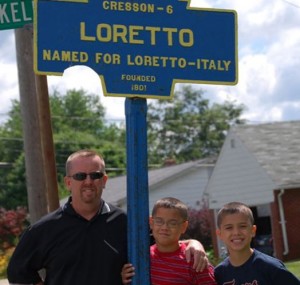 KEL
CRESSON-6
LORETTO
NAMED FOR LORETTO-ITALY
FOUNDED
1801